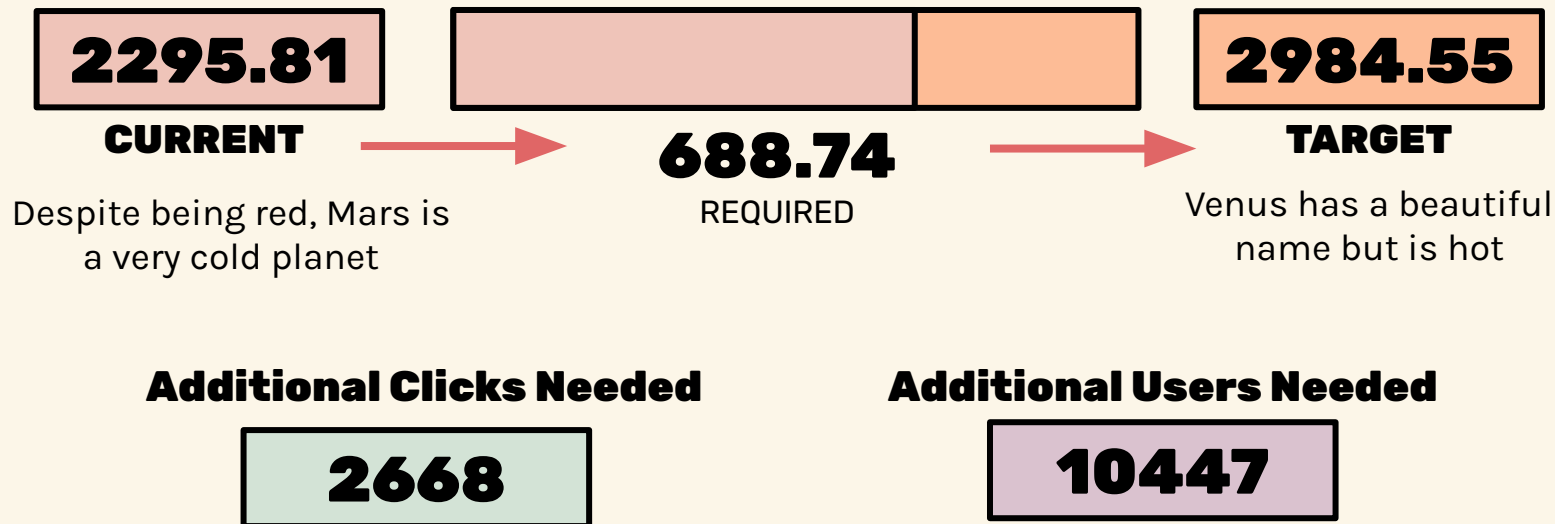 2295.81
2984.55
CURRENT
688.74
TARGET
REQUIRED
Despite being red, Mars is
a very cold planet
Venus has a beautiful
name but is hot
Additional Clicks Needed
Additional Users Needed
2668
10447